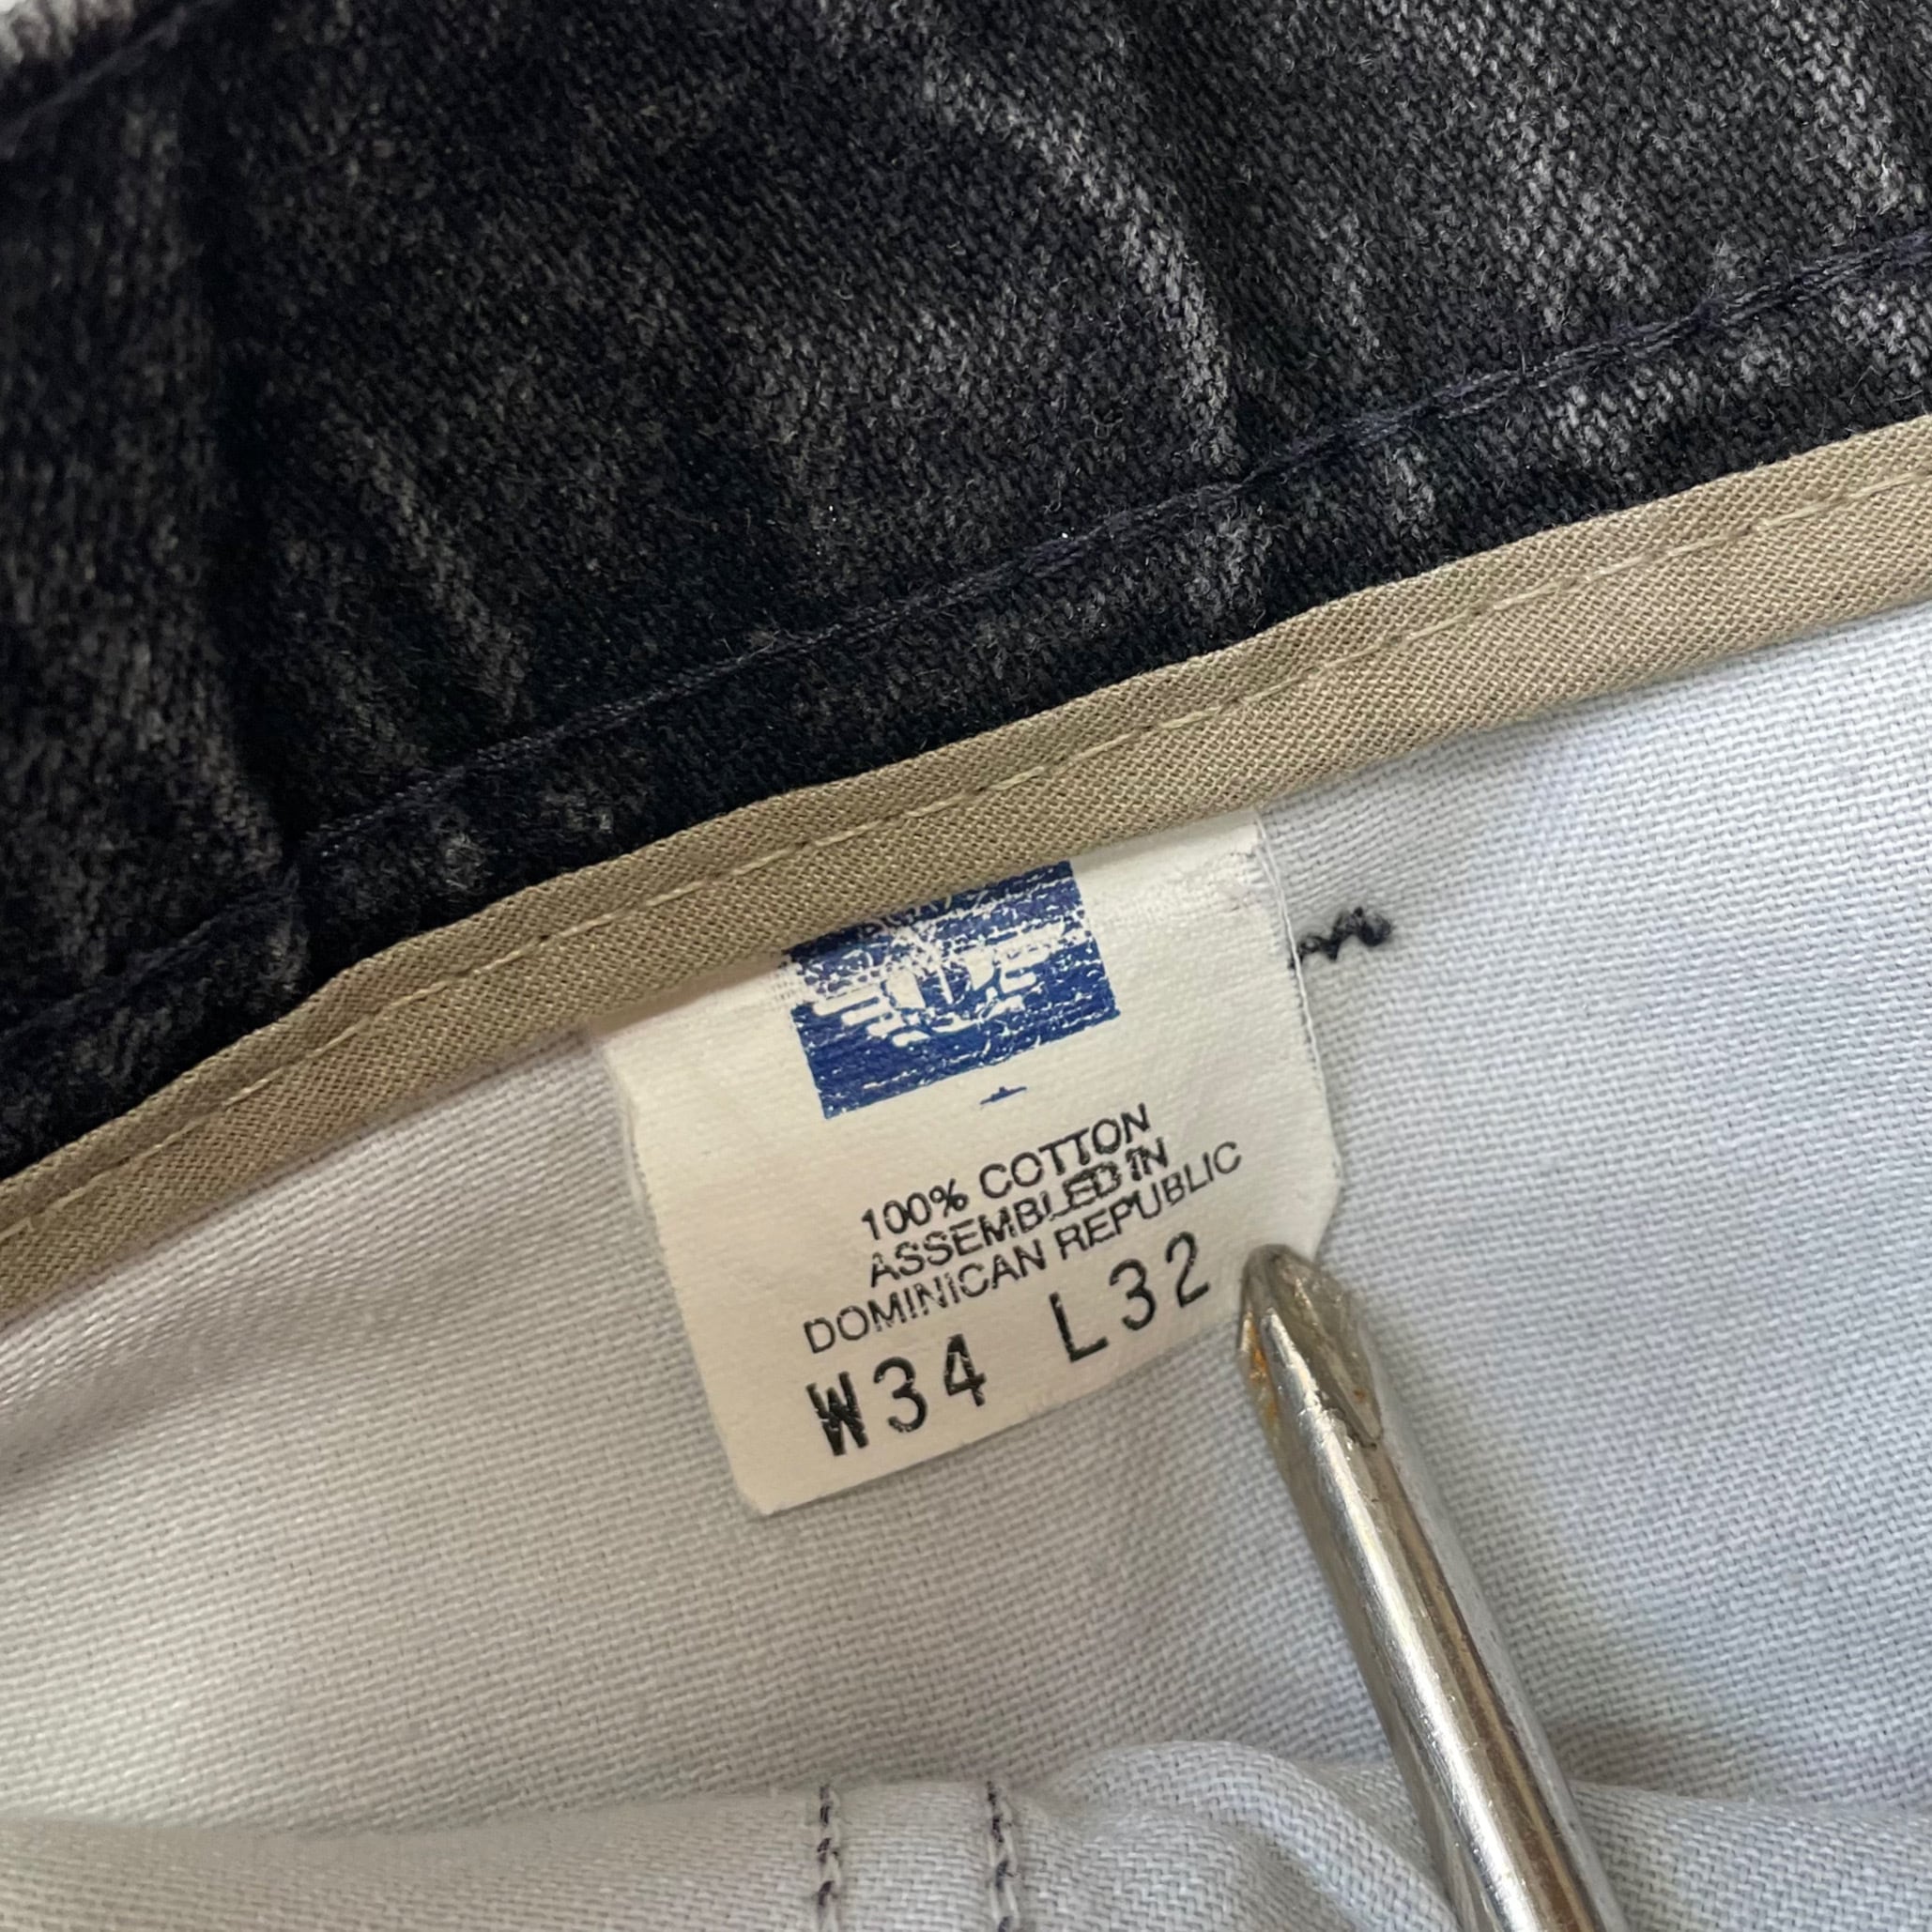 100% COTTON
ASSEMBLED IN
DOMINICAN REPUBLIC
W34 L32